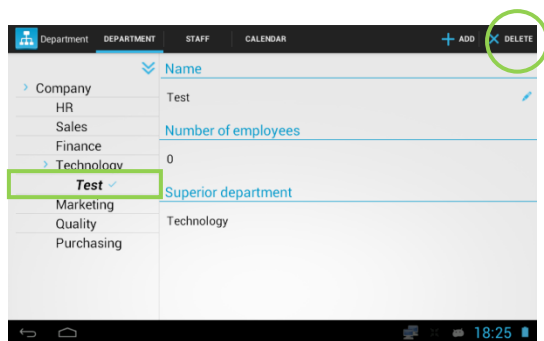 Department DEPARTMENT STAFF CALENDAR ADD DELETE
Name
Company
Test
HR
Sales
Number of employees
Finance
0
Technology
Test
Superior department
Marketing
Technology
Quality
Purchasing
18:25